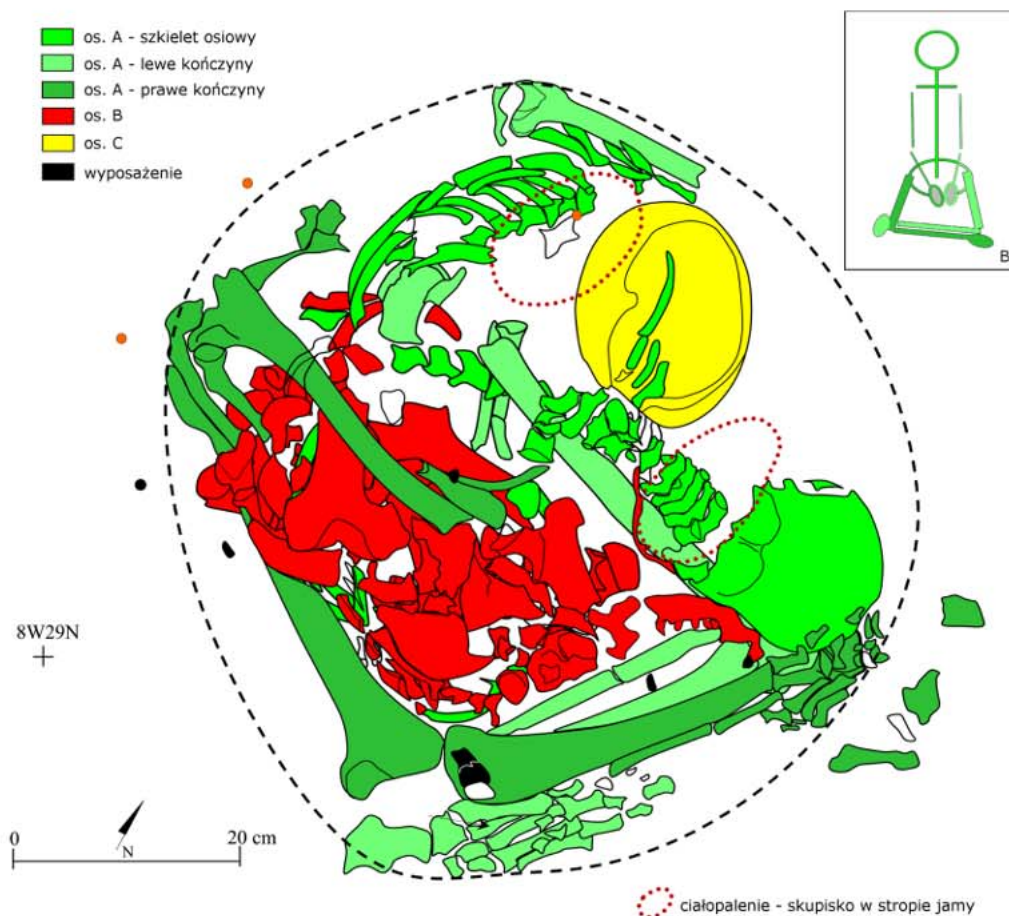 os. A - szkielet osiowy
os. A - lewe kończyny
os. A - prawe kończyny
os. B
os. C
wyposażenie
B
8W29N
0 20 cm
N
ciałopalenie - skupisko w stropie jamy